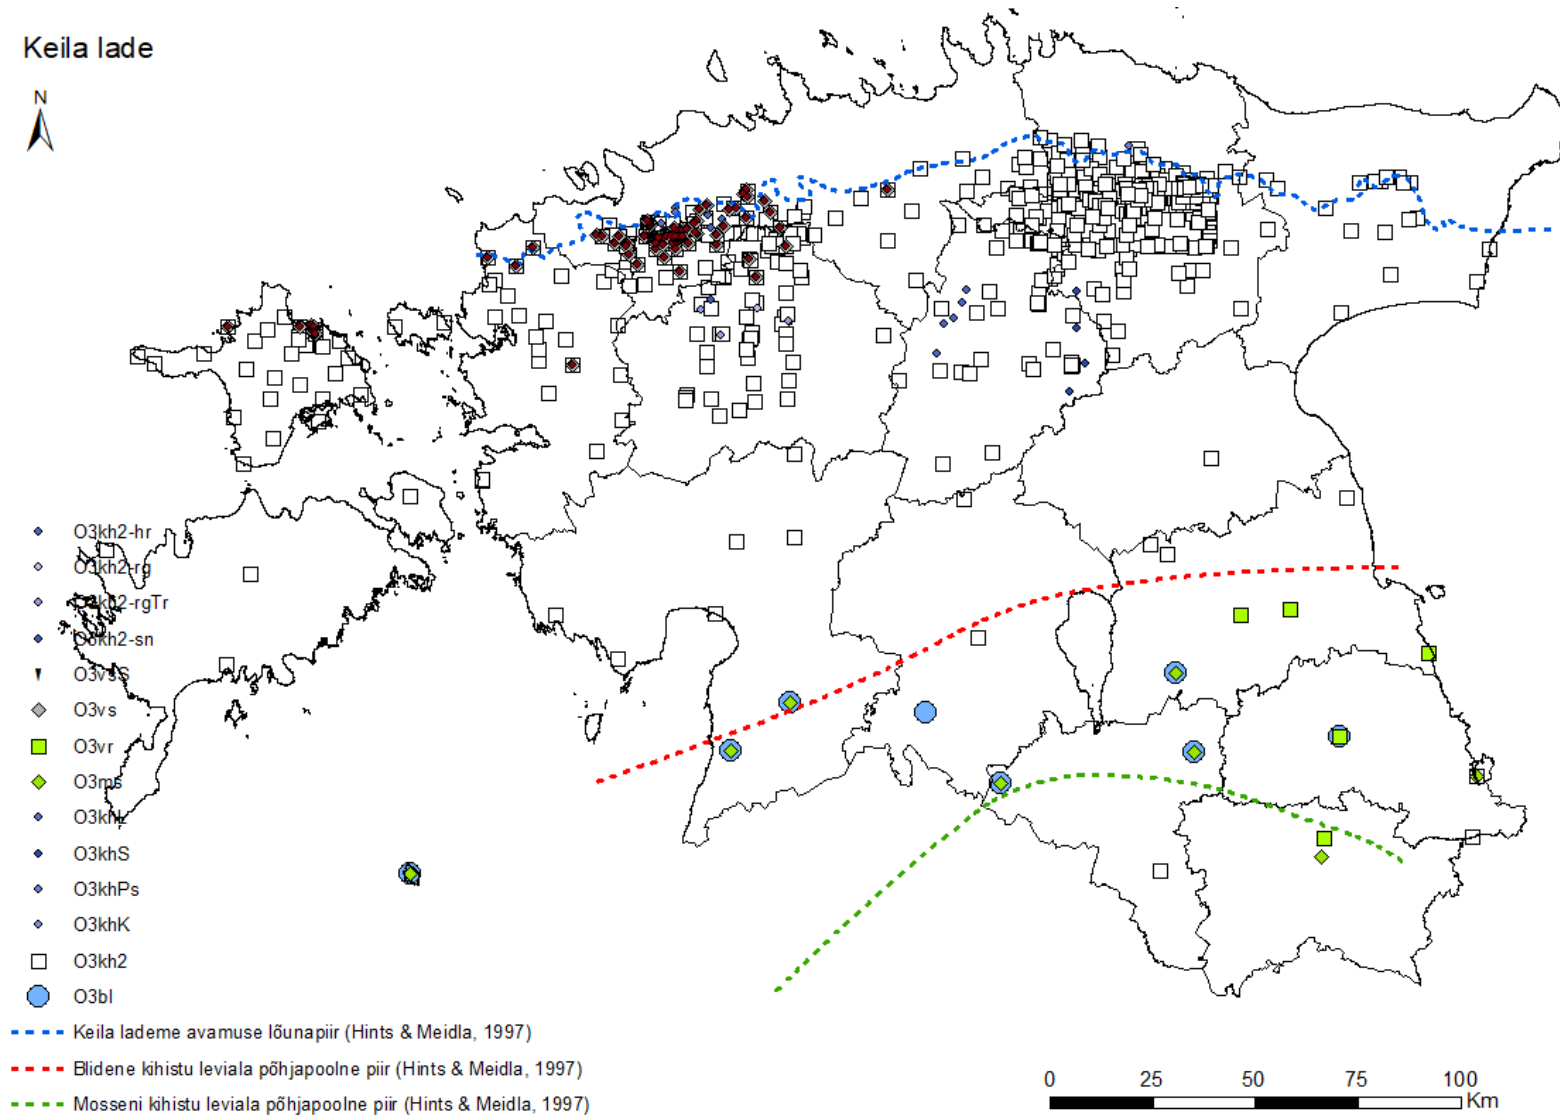 Keila lade
N
O3kh2-hr
O3kh2-rg
O3kh2-rgTr
O3kh2-sn
O3vsS
O3vs
O3vr
O3ms
O3khL
O3khS
O3khPs
O3khK
O3kh2
O3bl
Keila lademe avamuse lõunapiir (Hints & Meidla, 1997)
Blidene kihistu leviala põhjapoolne piir (Hints & Meidla, 1997)
Mosseni kihistu leviala põhjapoolne piir (Hints & Meidla, 1997)
0 25 50 75 100
Km